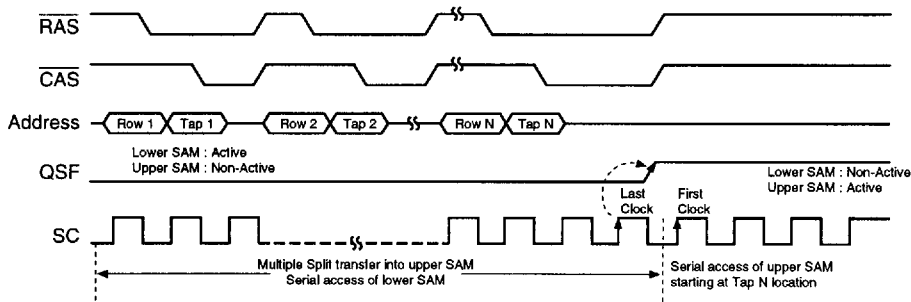 RAS
CAS
Address
Row 1 Tap 1 Row 2 Tap 2 Row N Tap N
Lower SAM : Active
Upper SAM : Non-Active
QSF
Lower SAM : Non-Active
Upper SAM : Active
Last
Clock
First
Clock
SC
Multiple Split transfer into upper SAM
Serial access of lower SAM
Serial access of upper SAM
starting at Tap N location